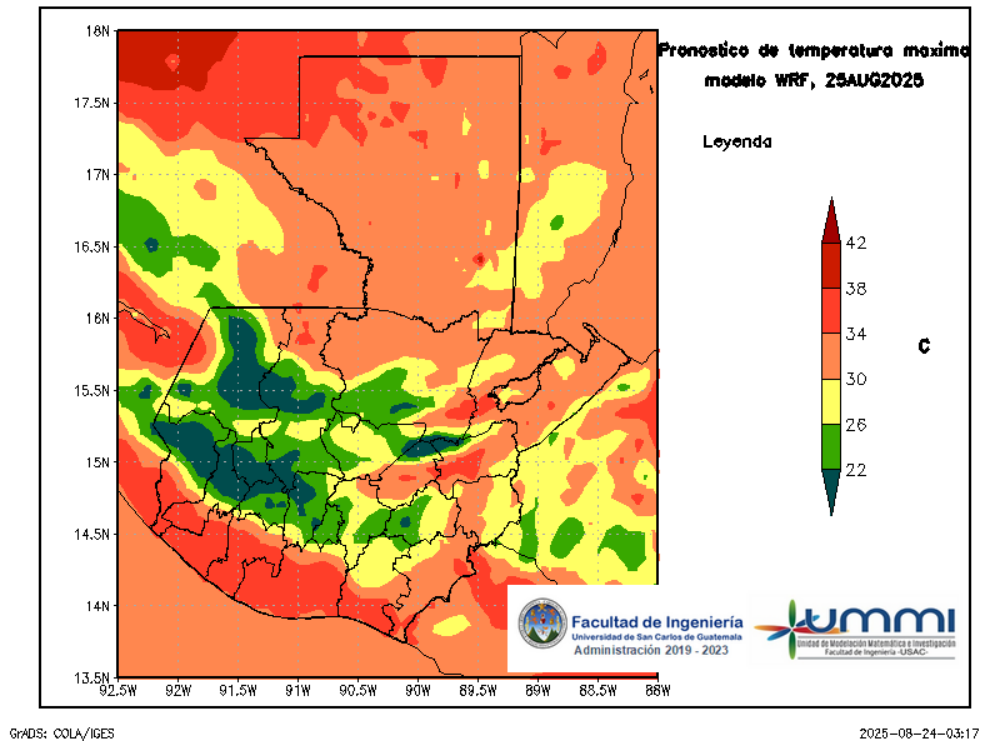 Pronostico de temperatura maxima
modelo WRF, 25AUG2025
Leyenda
42
38
34
30
26
22
C
18N
17.5N
17N
16.5N
16N
15.5N
15N
14.5N
14N
13.5N
92.5W 92W 91.5W 91W 90.5W 90W 89.5W 89W 88.5W 88W
Facultad de Ingeniería
Universidad de San Carlos de Guatemala
Administración 2019 - 2023
ummi
Unidad de Modelación Matemática e Investigación
Facultad de Ingeniería -USAC-
GrADS: COLA/IGES
2025-08-24-03:17